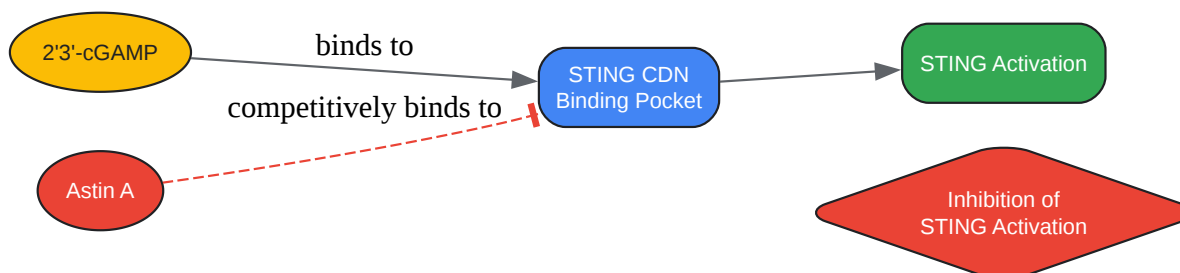 2'3'-cGAMP
binds to
STING CDN
Binding Pocket
STING Activation
competitively binds to
Astin A
Inhibition of
STING Activation